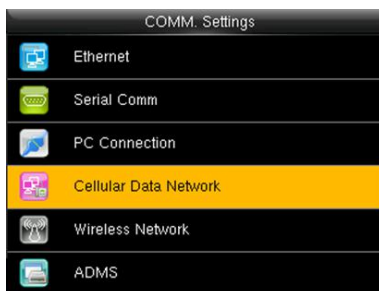 COMM. Settings
Ethernet
Serial Comm
PC Connection
Cellular Data Network
Wireless Network
ADMS